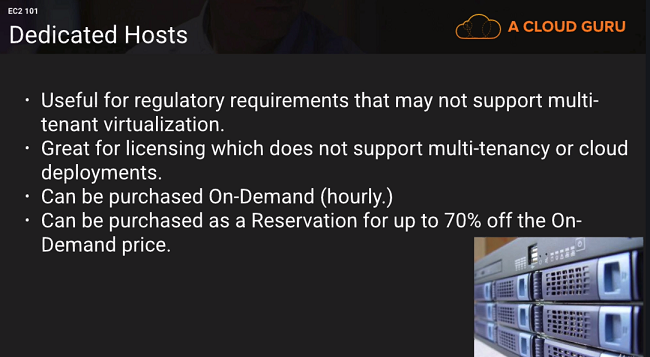 EC2 101
Dedicated Hosts
A CLOUD GURU
• Useful for regulatory requirements that may not support multi-
tenant virtualization.
• Great for licensing which does not support multi-tenancy or cloud
deployments.
• Can be purchased On-Demand (hourly.)
• Can be purchased as a Reservation for up to 70% off the On-
Demand price.